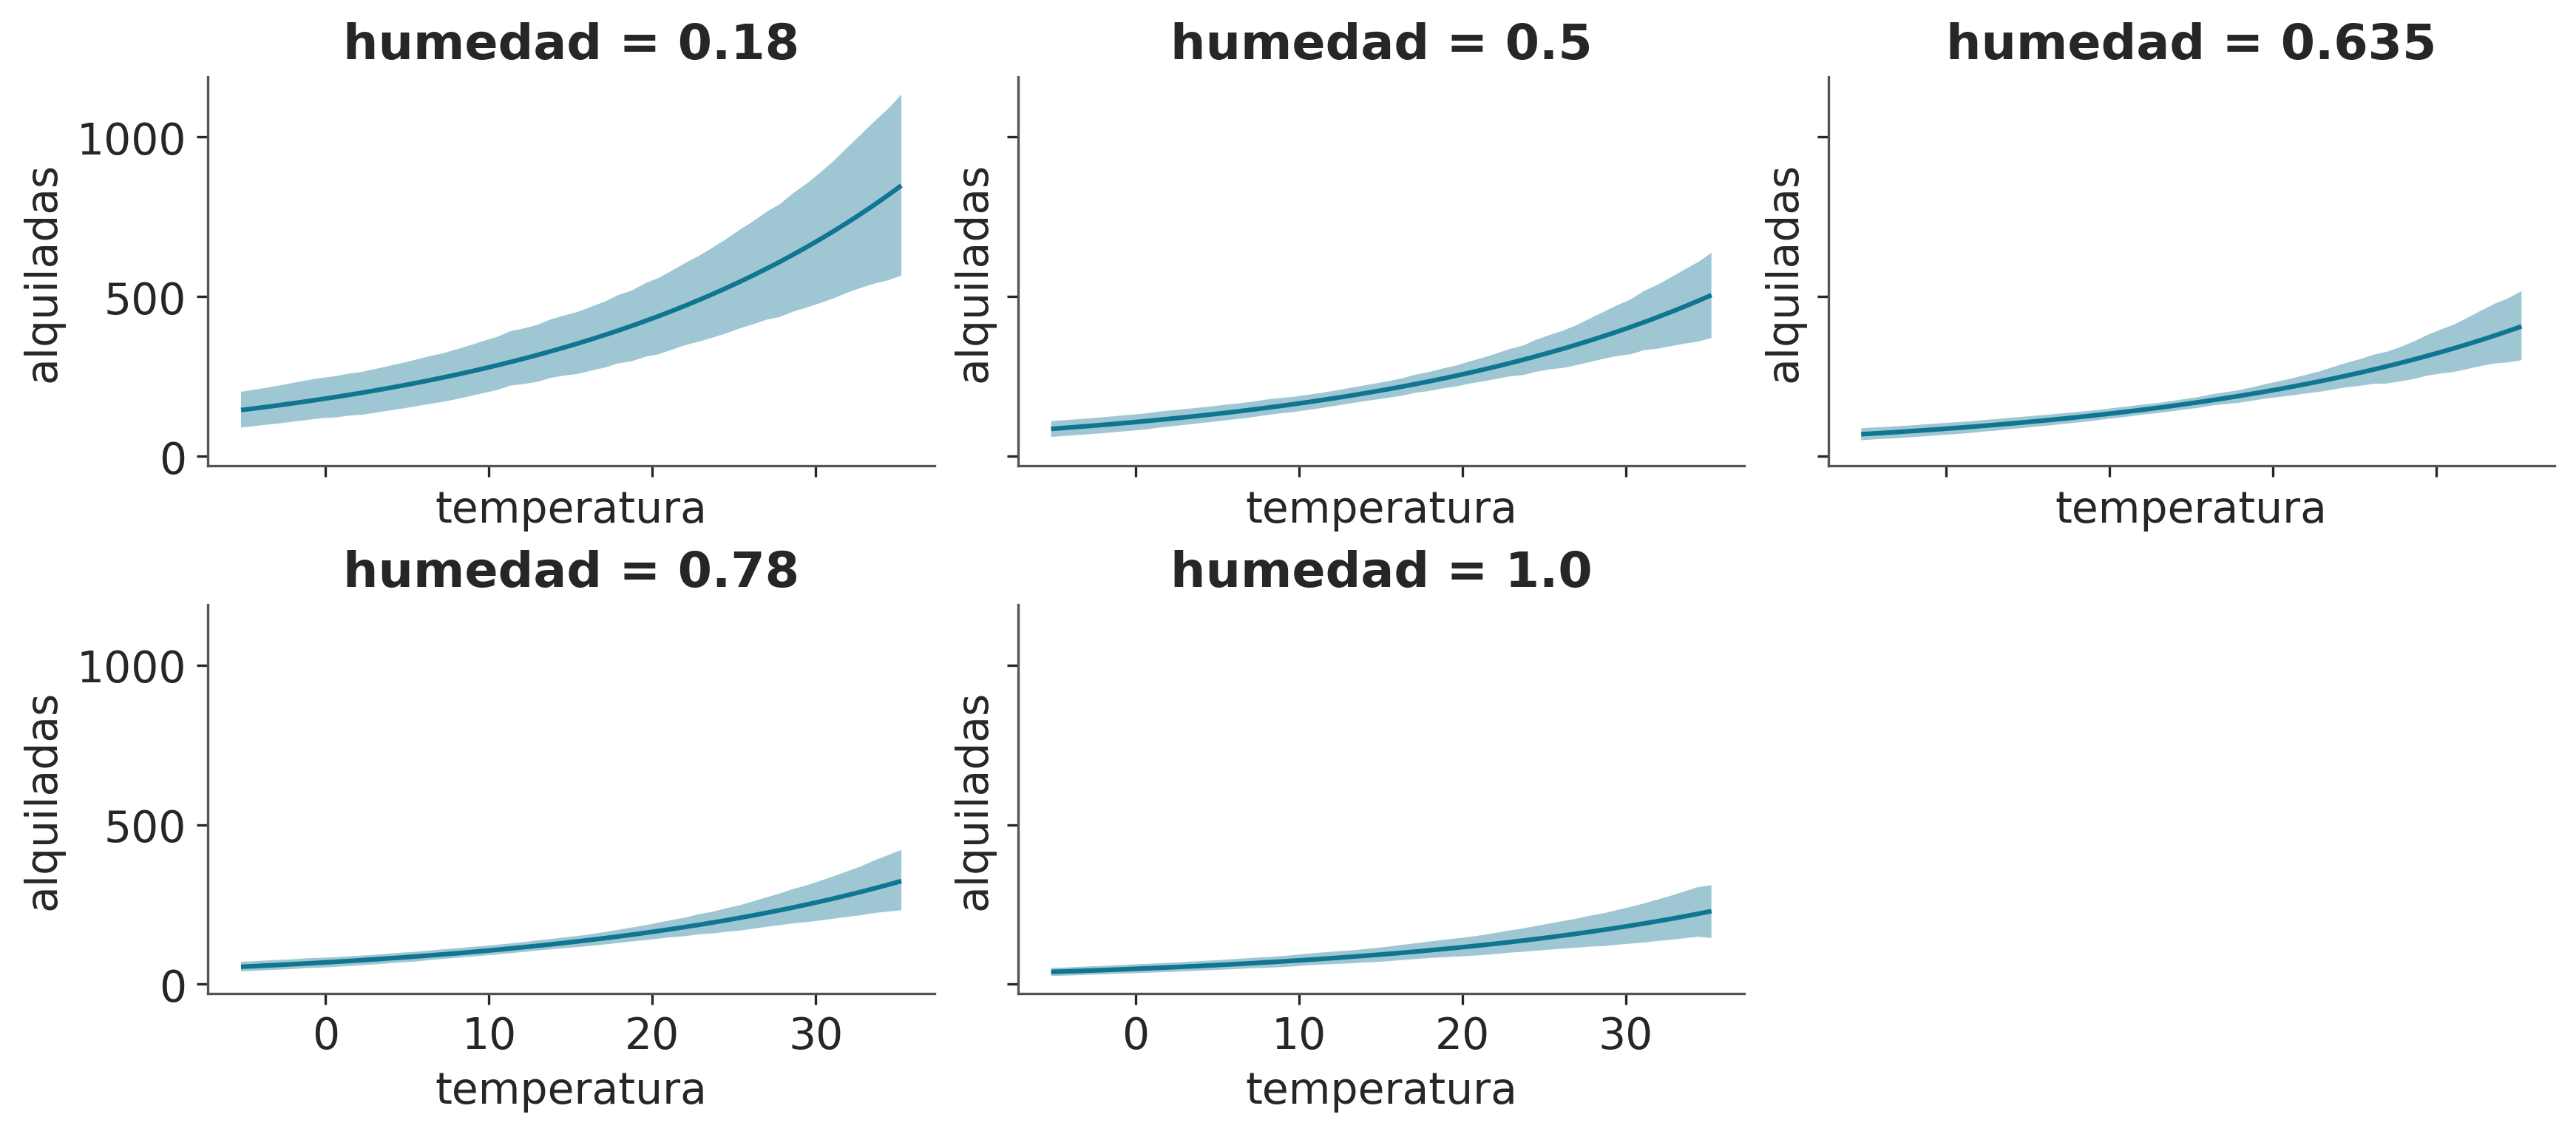 humedad = 0.18
humedad = 0.5
humedad = 0.635
1000
500
0
alquiladas
alquiladas
alquiladas
temperatura
temperatura
temperatura
humedad = 0.78
humedad = 1.0
1000
500
0
alquiladas
alquiladas
0 10 20 30
0 10 20 30
temperatura
temperatura